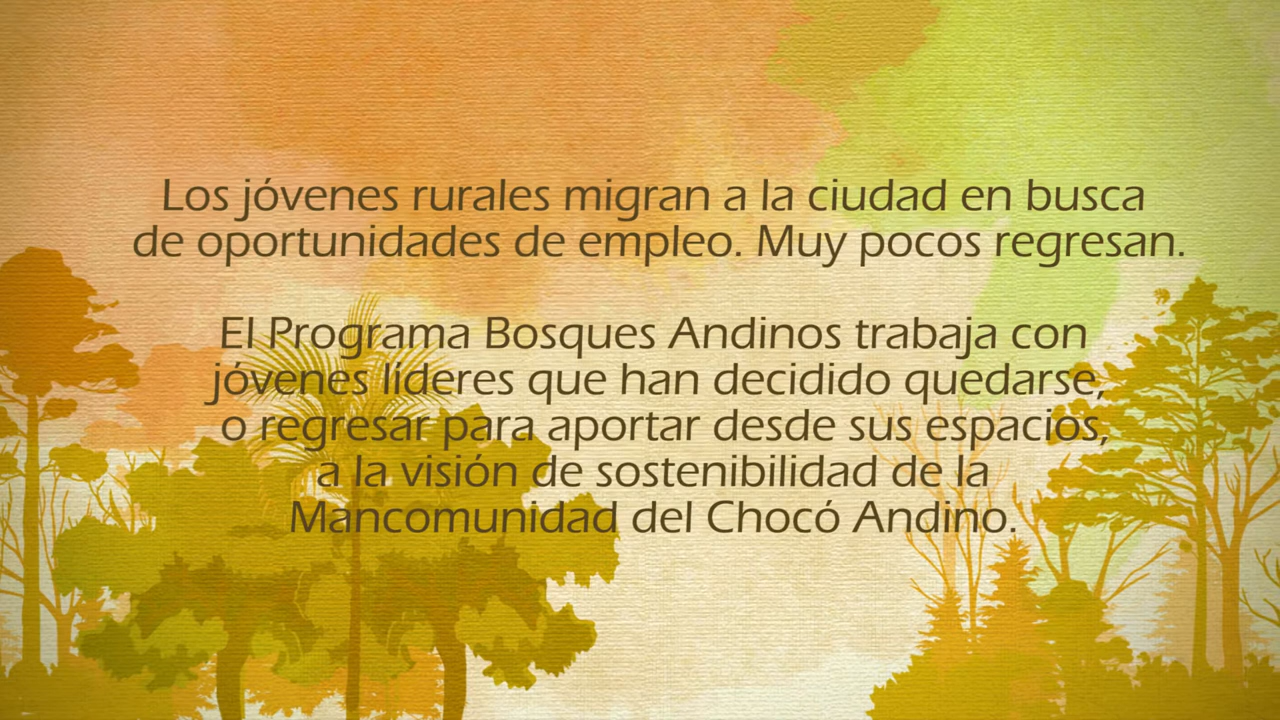 Los jóvenes rurales migran a la ciudad en busca
de oportunidades de empleo. Muy pocos regresan.
El Programa Bosques Andinos trabaja con
jóvenes líderes que han decidido quedarse,
o regresar para aportar desde sus espacios,
a la visión de sostenibilidad de la
Mancomunidad del Chocó Andino.